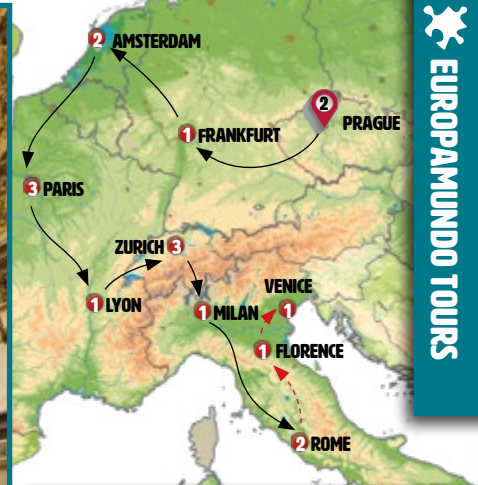 2 AMSTERDAM
2 PRAGUE
1 FRANKFURT
3 PARIS
ZURICH 3
1 LYON
1 MILAN
VENICE
1
1 FLORENCE
2 ROME
EUROPAMUNDO TOURS